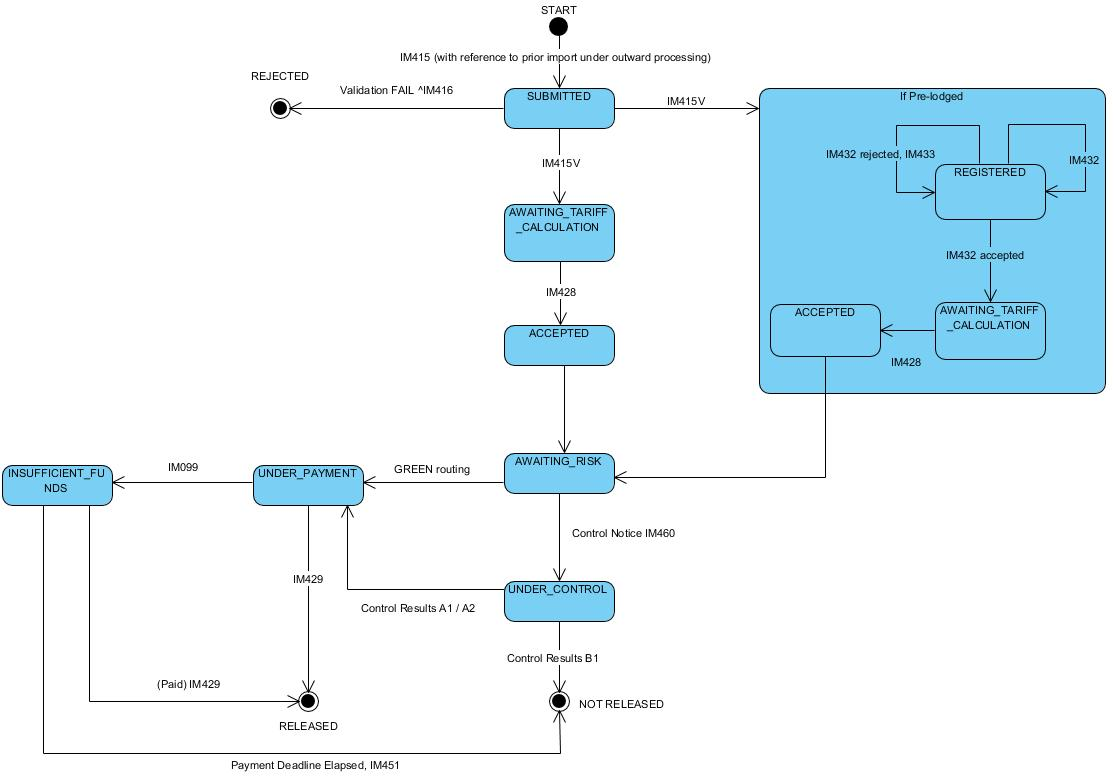 START
IM415 (with reference to prior import under outward processing)
REJECTED
Validation FAIL ^IM416
SUBMITTED
IM415V
If Pre-lodged
IM432 rejected, IM433
IM432
REGISTERED
IM415V
AWAITING_TARIFF
_CALCULATION
IM432 accepted
IM428
ACCEPTED
ACCEPTED
AWAITING_TARIFF
_CALCULATION
IM428
INSUFFICIENT_FU
NDS
IM099
UNDER_PAYMENT
GREEN routing
AWAITING_RISK
Control Notice IM460
IM429
UNDER_CONTROL
Control Results A1 / A2
Control Results B1
(Paid) IM429
RELEASED
NOT RELEASED
Payment Deadline Elapsed, IM451